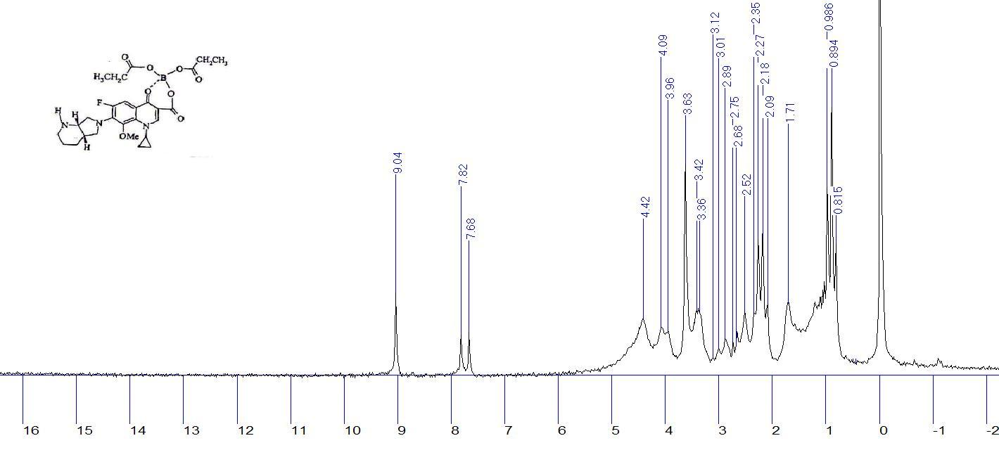 O
CH₂CH₃
O
O
H₃CH₂C
B
O
O
O
F
O
H
H
N
N
N
OMe
H
9.04
7.82
7.68
4.42
4.09
3.96
3.63
3.42
3.36
3.12
3.01
2.89
2.75
2.68
2.52
2.35
2.27
2.18
2.09
1.71
0.986
0.894
0.815
16 15 14 13 12 11 10 9 8 7 6 5 4 3 2 1 0 -1 -2